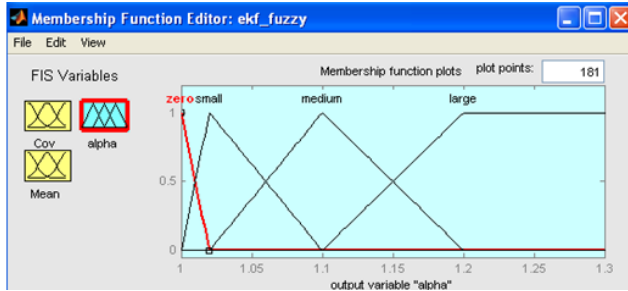 Membership Function Editor: ekf_fuzzy
File Edit View
FIS Variables
Membership function plots plot points: 181
zero small medium large
Cov alpha
Mean
1
0.5
0
1 1.05 1.1 1.15 1.2 1.25 1.3
output variable "alpha"